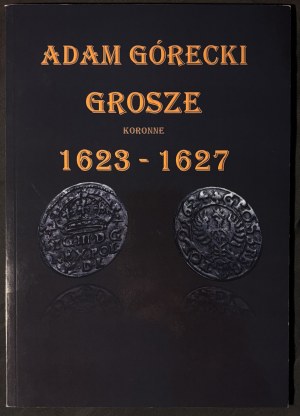 ADAM GÓRECKI
GROSZE
KORONNE
1623 - 1627